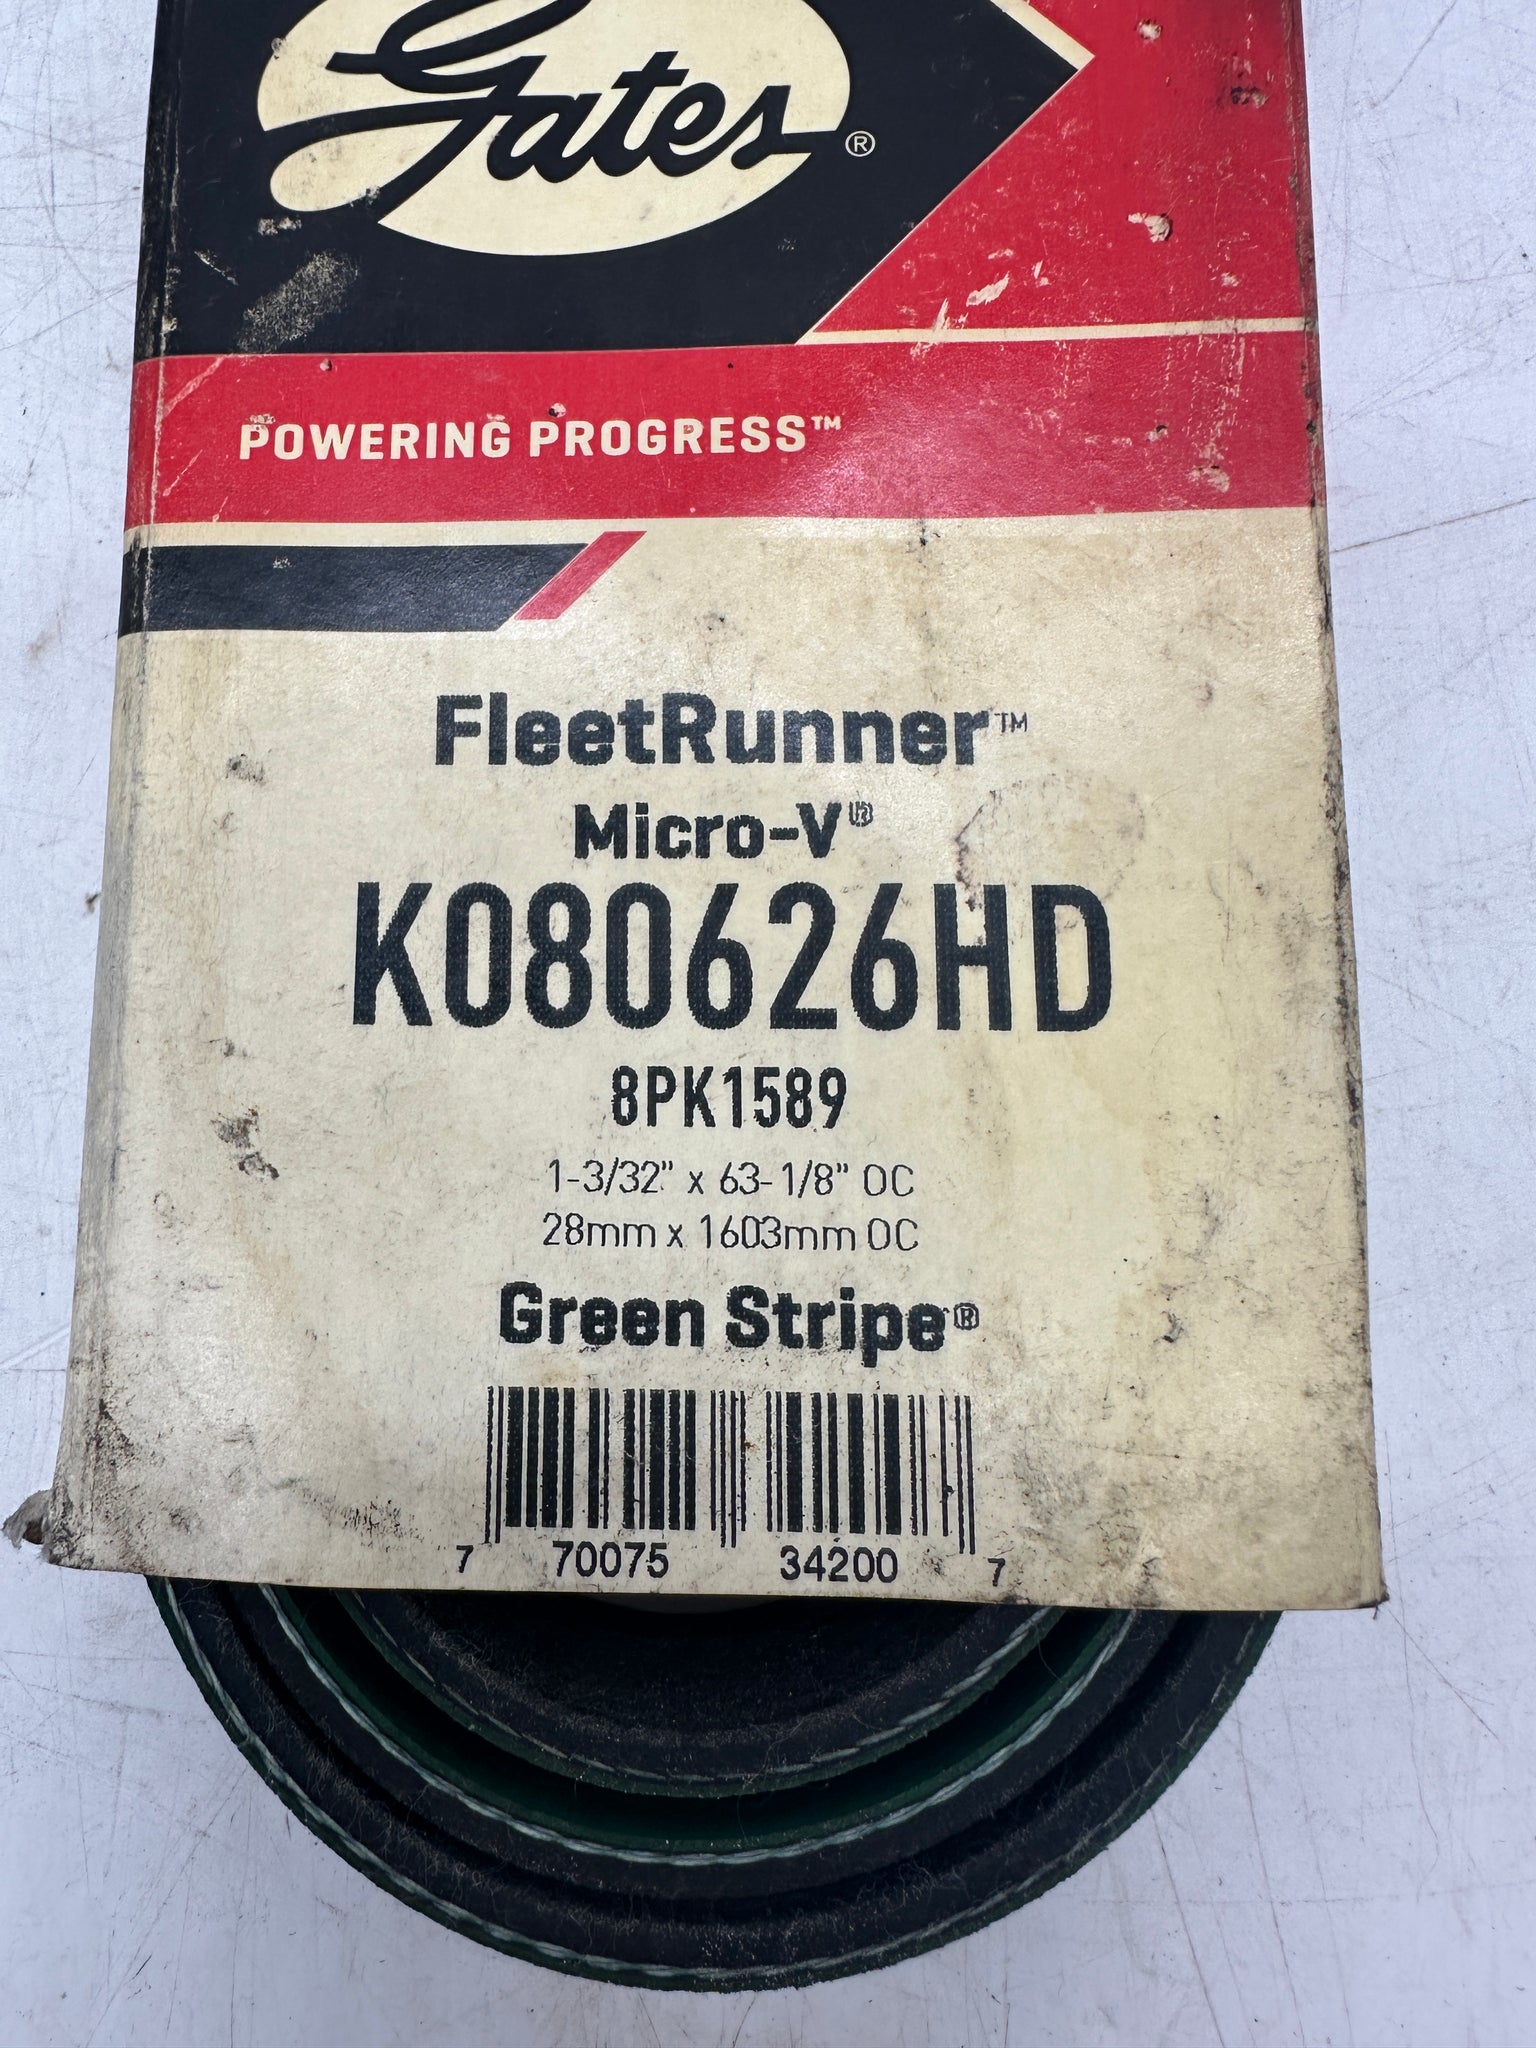 Gates®
POWERING PROGRESS™
FleetRunner™
Micro-V®
K080626HD
8PK1589
1-3/32" x 63-1/8" OC
28mm x 1603mm OC
Green Stripe®
7 70075 34200 7